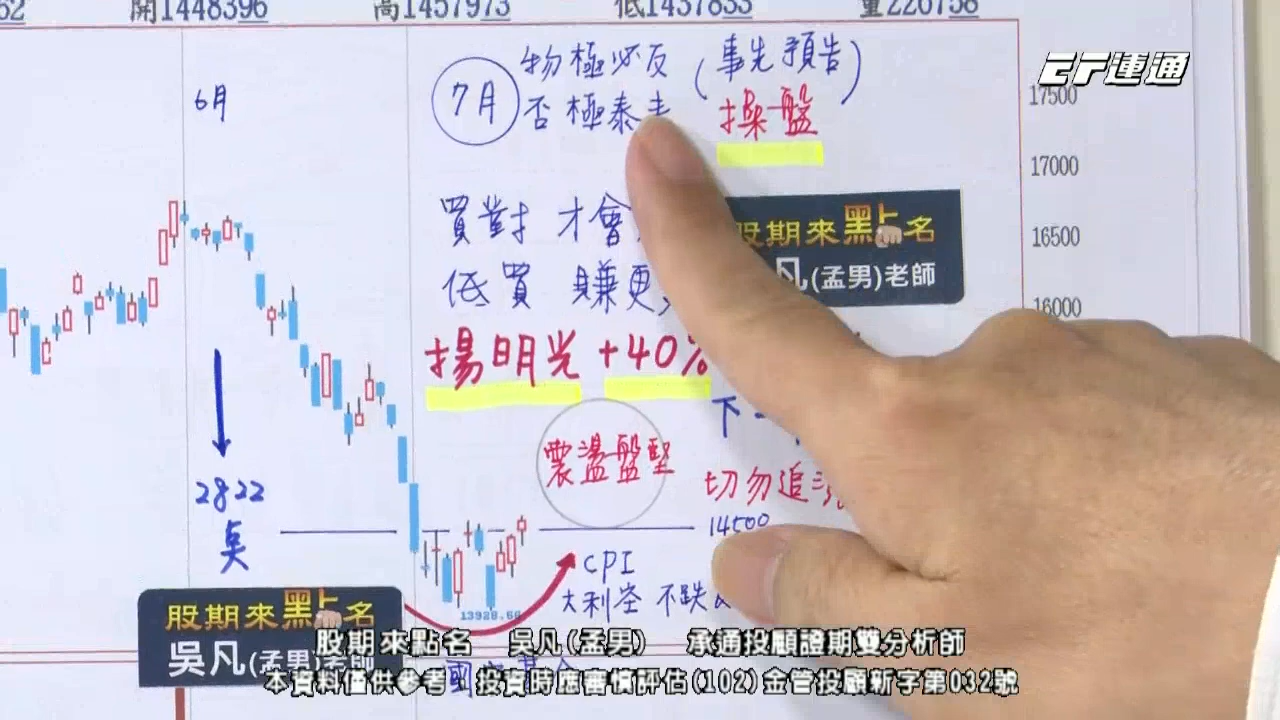 開1448396 高1457973 低1437833 量226758
ET運通
6月
7月
物極必反
否極泰
(事先預告)
操盤
17500
17000
16500
16000
買對 才會
低買 賺更
股期來點名
凡(孟男)老師
揚明光 +40%
下一
震盪盤堅
切勿追
2822
14500
CPI
大利空 不跌
13928.66
股期來點名
吳凡(孟男)老師
股期來點名 吳凡(孟男) 承通投顧證期雙分析師
本資料僅供參考,投資時應審慎評估(102)金管投顧新字第032號